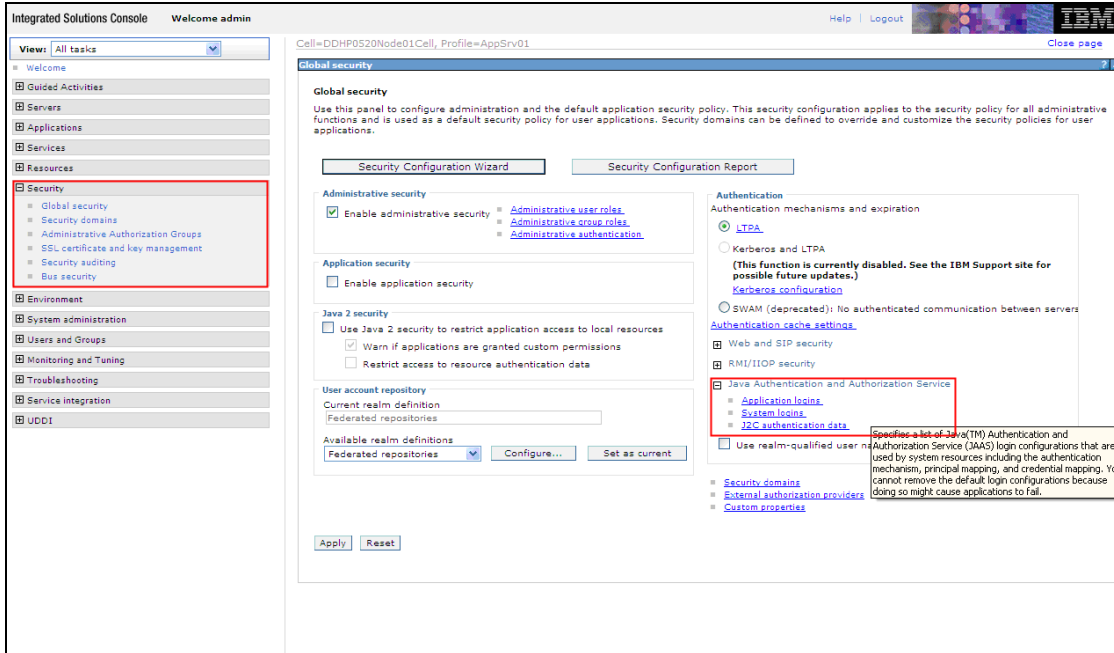 Integrated Solutions Console Welcome admin
Help | Logout
IBM
View: All tasks
Welcome
Guided Activities
Servers
Applications
Services
Resources
Security
Global security
Security domains
Administrative Authorization Groups
SSL certificate and key management
Security auditing
Bus security
Environment
System administration
Users and Groups
Monitoring and Tuning
Troubleshooting
Service integration
UDDI
Cell=DDHP0520Node01Cell, Profile=AppSrv01
Close page
Global security
?
Global security
Use this panel to configure administration and the default application security policy. This security configuration applies to the security policy for all administrative
functions and is used as a default security policy for user applications. Security domains can be defined to override and customize the security policies for user
applications.
Security Configuration Wizard
Security Configuration Report
Administrative security
Enable administrative security
Administrative user roles
Administrative group roles
Administrative authentication
Application security
Enable application security
Java 2 security
Use Java 2 security to restrict application access to local resources
Warn if applications are granted custom permissions
Restrict access to resource authentication data
User account repository
Current realm definition
Federated repositories
Available realm definitions
Federated repositories
Configure...
Set as current
Authentication
Authentication mechanisms and expiration
LTPA
Kerberos and LTPA
(This function is currently disabled. See the IBM Support site for
possible future updates.)
Kerberos configuration
SWAM (deprecated): No authenticated communication between servers
Authentication cache settings
Web and SIP security
RMI/IIOP security
Java Authentication and Authorization Service
Application logins
System logins
J2C authentication data
Use realm-qualified user
Specifies a list of Java(TM) Authentication and
Authorization Service (JAAS) login configurations that are
used by system resources including the authentication
mechanism, principal mapping, and credential mapping.
cannot remove the default login configurations because
doing so might cause applications to fail.
Security domains
External authorization providers
Custom properties
Apply
Reset